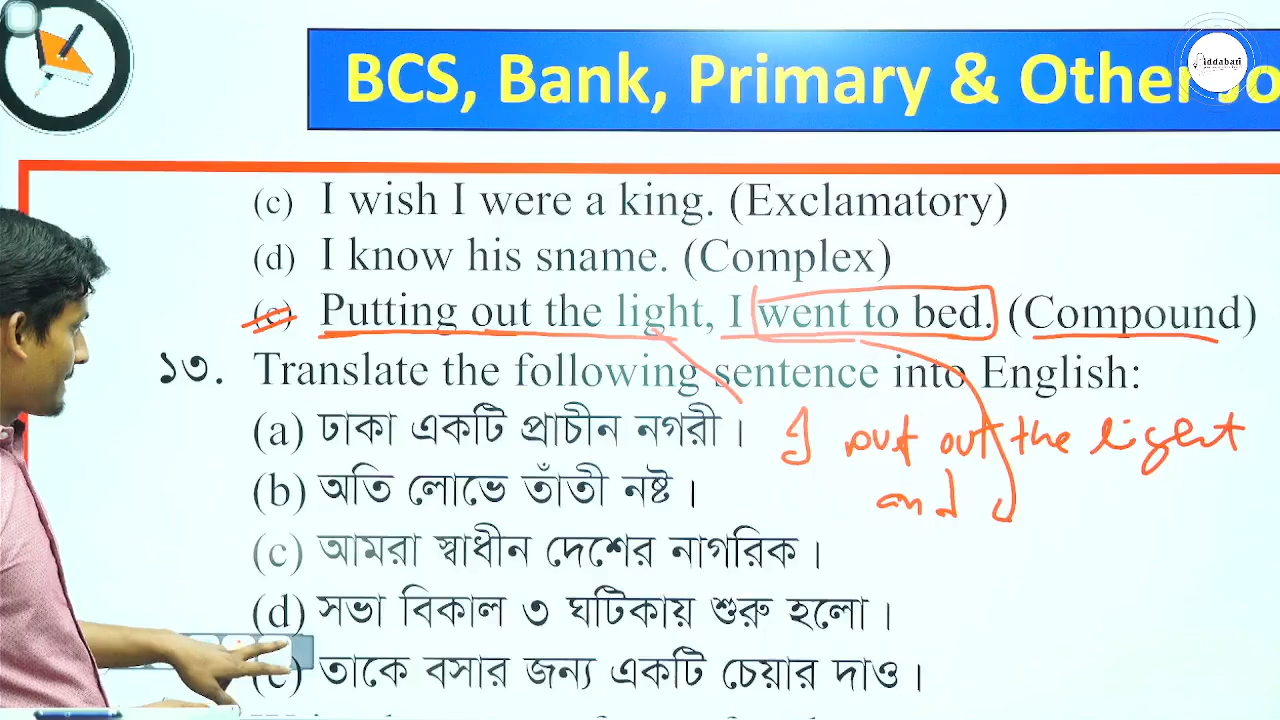 BCS, Bank, Primary & Other Jo
Biddabari
(c) I wish I were a king. (Exclamatory)
(d) I know his sname. (Complex)
(e) Putting out the light, I went to bed. (Compound)
১৩. Translate the following sentence into English:
(a) ঢাকা একটি প্রাচীন নগরী।
I put out the light
(b) অতি লোভে তাঁতী নষ্ট।
and
(c) আমরা স্বাধীন দেশের নাগরিক।
(d) সভা বিকাল ৩ ঘটিকায় শুরু হলো।
(e) তাকে বসার জন্য একটি চেয়ার দাও।